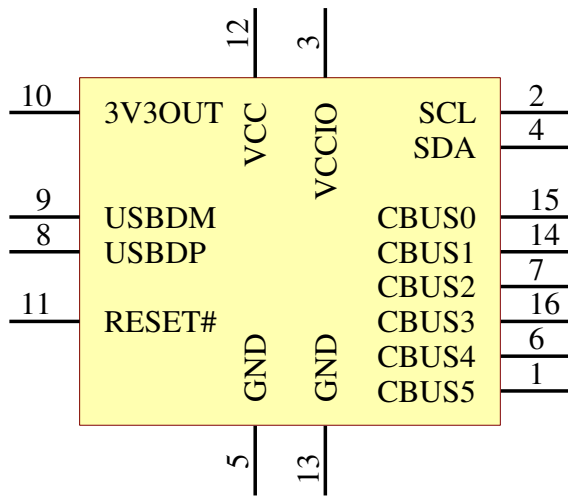 12 3
10 3V3OUT VCC VCCIO SCL 2
SDA 4
9 USBDM CBUS0 15
8 USBDP CBUS1 14
CBUS2 7
11 RESET# CBUS3 16
GND GND CBUS4 6
CBUS5 1
5 13